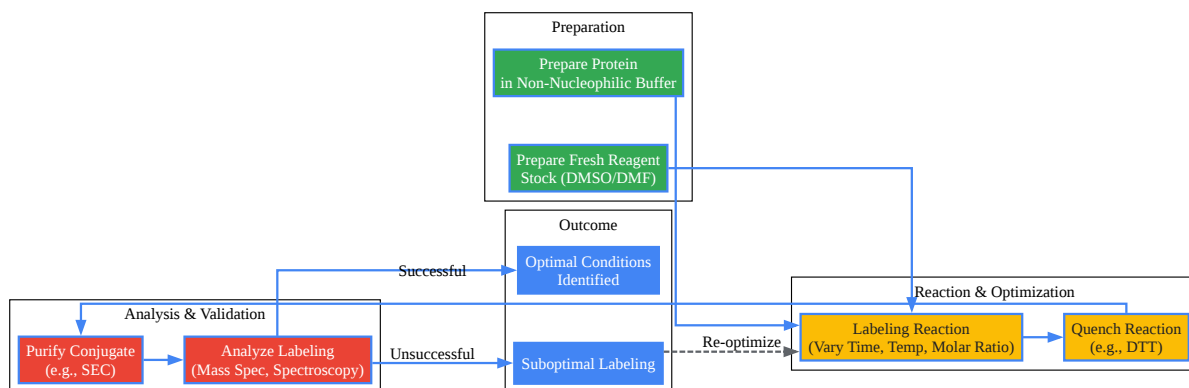 Preparation
Prepare Protein
in Non-Nucleophilic Buffer
Prepare Fresh Reagent
Stock (DMSO/DMF)
Outcome
Optimal Conditions
Identified
Successful
Reaction & Optimization
Analysis & Validation
Labeling Reaction
(Vary Time, Temp, Molar Ratio)
Quench Reaction
(e.g., DTT)
Purify Conjugate
(e.g., SEC)
Analyze Labeling
(Mass Spec, Spectroscopy)
Unsuccessful
Suboptimal Labeling
Re-optimize